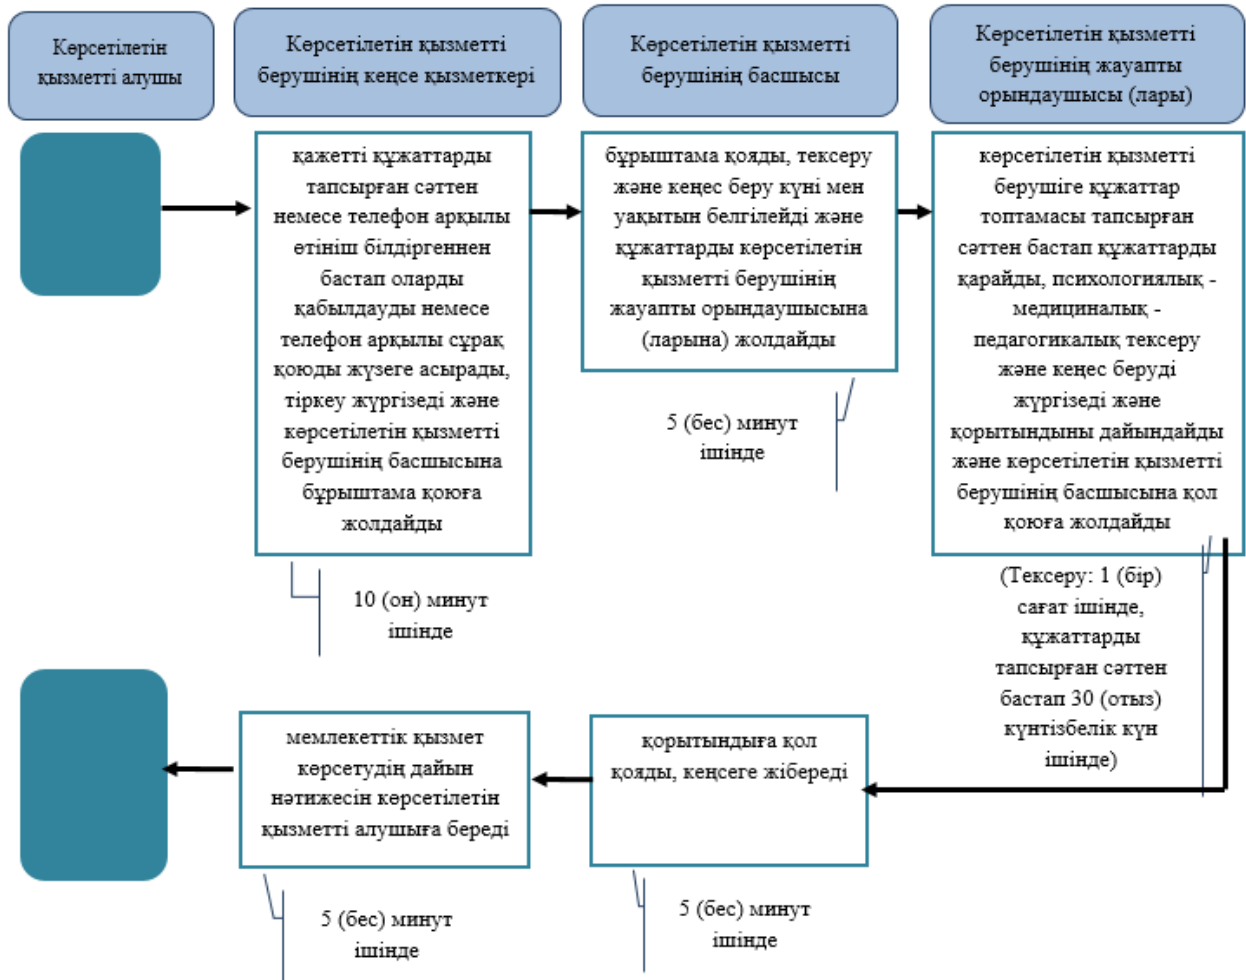 Көрсетілетін
қызметті алушы
Көрсетілетін қызметті
берушінің кеңсе қызметкері
Көрсетілетін қызметті
берушінің басшысы
Көрсетілетін қызметті
берушінің жауапты
орындаушысы (лары)
қажетті құжаттарды
тапсырған сәттен
немесе телефон арқылы
өтініш білдіргеннен
бастап оларды
қабылдауды немесе
телефон арқылы сұрақ
қоюды жүзеге асырады,
тіркеу жүргізеді және
көрсетілетін қызметті
берушінің басшысына
бұрыштама қоюға
жолдайды
10 (он) минут
ішінде
бұрыштама қояды, тексеру
және кеңес беру күні мен
уақытын белгілейді және
құжаттарды көрсетілетін
қызметті берушінің
жауапты орындаушысына
(ларына) жолдайды
5 (бес) минут
ішінде
көрсетілетін қызметті
берушіге құжаттар
топтамасы тапсырған
сәттен бастап құжаттарды
қарайды, психологиялық -
медициналық -
педагогикалық тексеру
және кеңес беруді
жүргізеді және
қорытындыны дайындайды
және көрсетілетін қызметті
берушінің басшысына қол
қоюға жолдайды
(Тексеру: 1 (бір)
сағат ішінде,
құжаттарды
тапсырған сәттен
бастап 30 (отыз)
күнтізбелік күн
ішінде)
қорытындыға қол
қояды, кеңсеге жібереді
5 (бес) минут
ішінде
мемлекеттік қызмет
көрсетудің дайын
нәтижесін көрсетілетін
қызметті алушыға береді
5 (бес) минут
ішінде